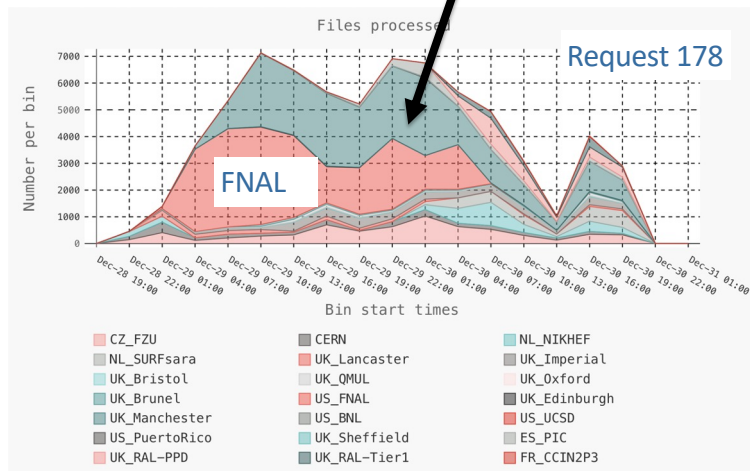 Files processed
Request 178
Number per bin
7000
6000
5000
4000
3000
2000
1000
0
FNAL
Dec-28 19:00
Dec-28 22:00
Dec-29 01:00
Dec-29 04:00
Dec-29 07:00
Dec-29 10:00
Dec-29 13:00
Dec-29 16:00
Dec-29 19:00
Dec-29 22:00
Dec-30 01:00
Dec-30 04:00
Dec-30 07:00
Dec-30 10:00
Dec-30 13:00
Dec-30 16:00
Dec-30 19:00
Dec-30 22:00
Dec-31 01:00
Bin start times
CZ_FZU CERN NL_NIKHEF
NL_SURFsara UK_Lancaster UK_Imperial
UK_Bristol UK_QMUL UK_Oxford
UK_Brunel US_FNAL UK_Edinburgh
UK_Manchester US_BNL US_UCSD
US_PuertoRico UK_Sheffield ES_PIC
UK_RAL-PPD UK_RAL-Tier1 FR_CCIN2P3